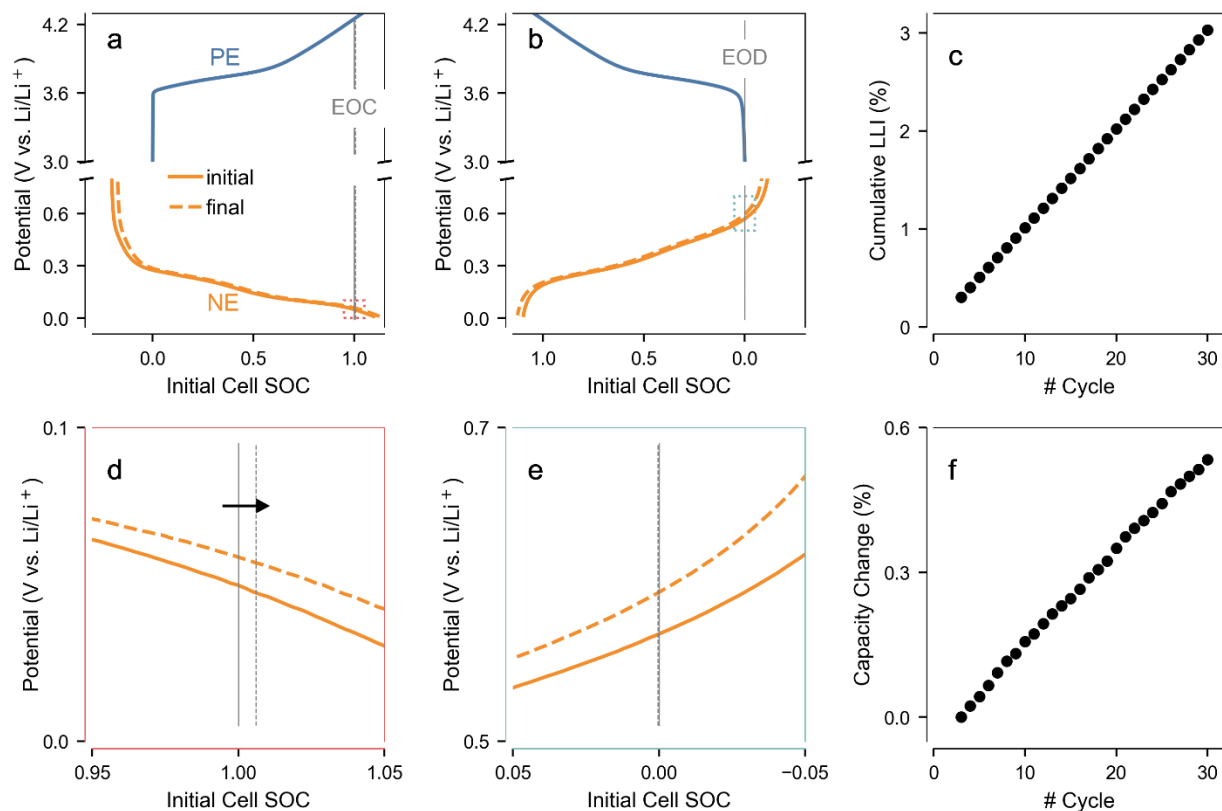 a
PE
EOC
4.2
3.6
3.0
0.6
0.3
0.0
Potential (V vs. Li/Li⁺)
initial
final
NE
0.0 0.5 1.0
Initial Cell SOC
b
EOD
4.2
3.6
3.0
0.6
0.3
0.0
Potential (V vs. Li/Li⁺)
1.0 0.5 0.0
Initial Cell SOC
c
3
2
1
0
Cumulative LLI (%)
0 10 20 30
# Cycle
d
0.1
0.0
Potential (V vs. Li/Li⁺)
0.95 1.00 1.05
Initial Cell SOC
e
0.7
0.5
Potential (V vs. Li/Li⁺)
0.05 0.00 −0.05
Initial Cell SOC
f
0.6
0.3
0.0
Capacity Change (%)
0 10 20 30
# Cycle